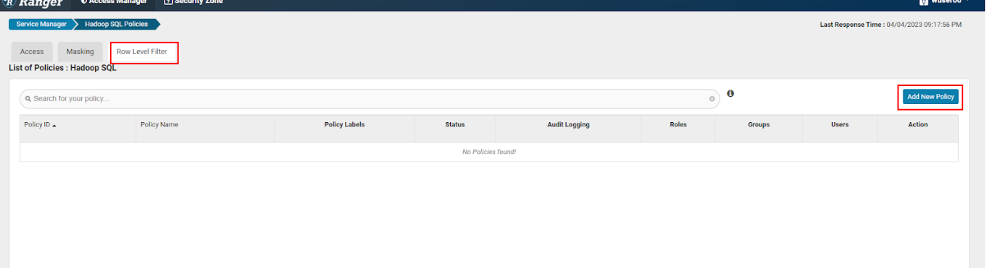 Ranger Access Manager Security Zone wuser00
Service Manager Hadoop SQL Policies Last Response Time : 04/04/2023 09:17:56 PM
Access Masking Row Level Filter
List of Policies : Hadoop SQL
Search for your policy... Add New Policy
Policy ID Policy Name Policy Labels Status Audit Logging Roles Groups Users Action
No Policies found!